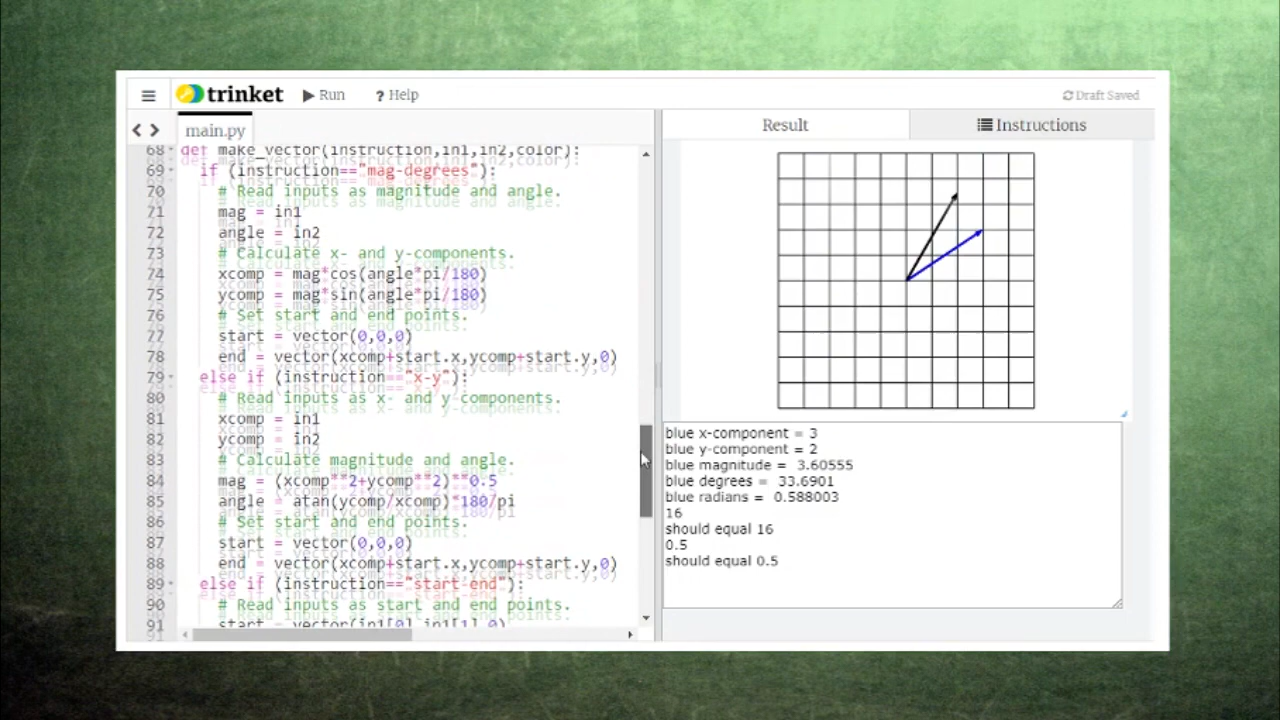 trinket
Run
? Help
Draft Saved
main.py
Result
Instructions
68 def make_vector(instruction,in1,in2,color):
69 if (instruction=="mag-degrees"):
70 # Read inputs as magnitude and angle.
71 mag = in1
72 angle = in2
73 # Calculate x- and y-components.
74 xcomp = mag*cos(angle*pi/180)
75 ycomp = mag*sin(angle*pi/180)
76 # Set start and end points.
77 start = vector(0,0,0)
78 end = vector(xcomp+start.x,ycomp+start.y,0)
79 else if (instruction=="x-y"):
80 # Read inputs as x- and y-components.
81 xcomp = in1
82 ycomp = in2
83 # Calculate magnitude and angle.
84 mag = (xcomp**2+ycomp**2)**0.5
85 angle = atan(ycomp/xcomp)*180/pi
86 # Set start and end points.
87 start = vector(0,0,0)
88 end = vector(xcomp+start.x,ycomp+start.y,0)
89 else if (instruction=="start-end"):
90 # Read inputs as start and end points.
91 start = vector(in1[0],in1[1],0)
blue x-component = 3
blue y-component = 2
blue magnitude = 3.60555
blue degrees = 33.6901
blue radians = 0.588003
16
should equal 16
0.5
should equal 0.5